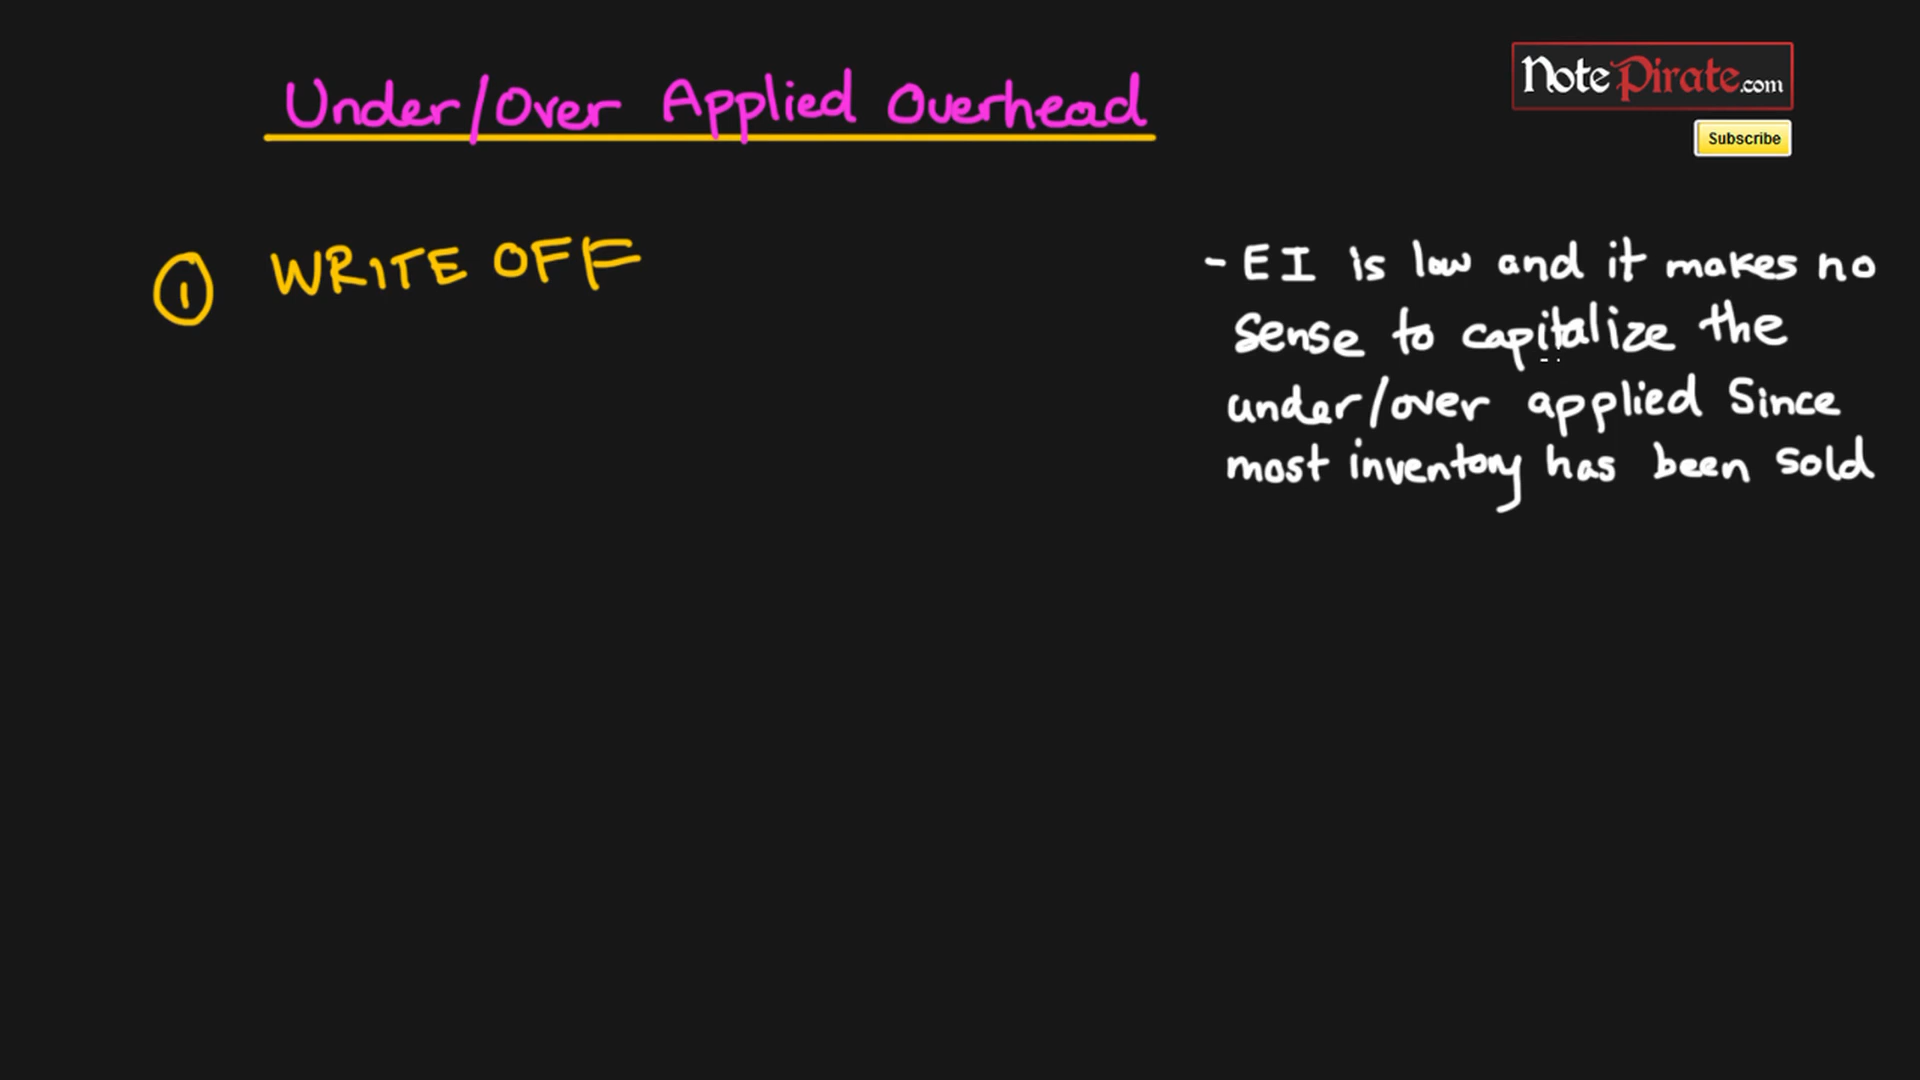 Under/Over Applied Overhead
NotePirate.com
Subscribe
① WRITE OFF
- EI is low and it makes no
sense to capitalize the
under/over applied Since
most inventory has been sold